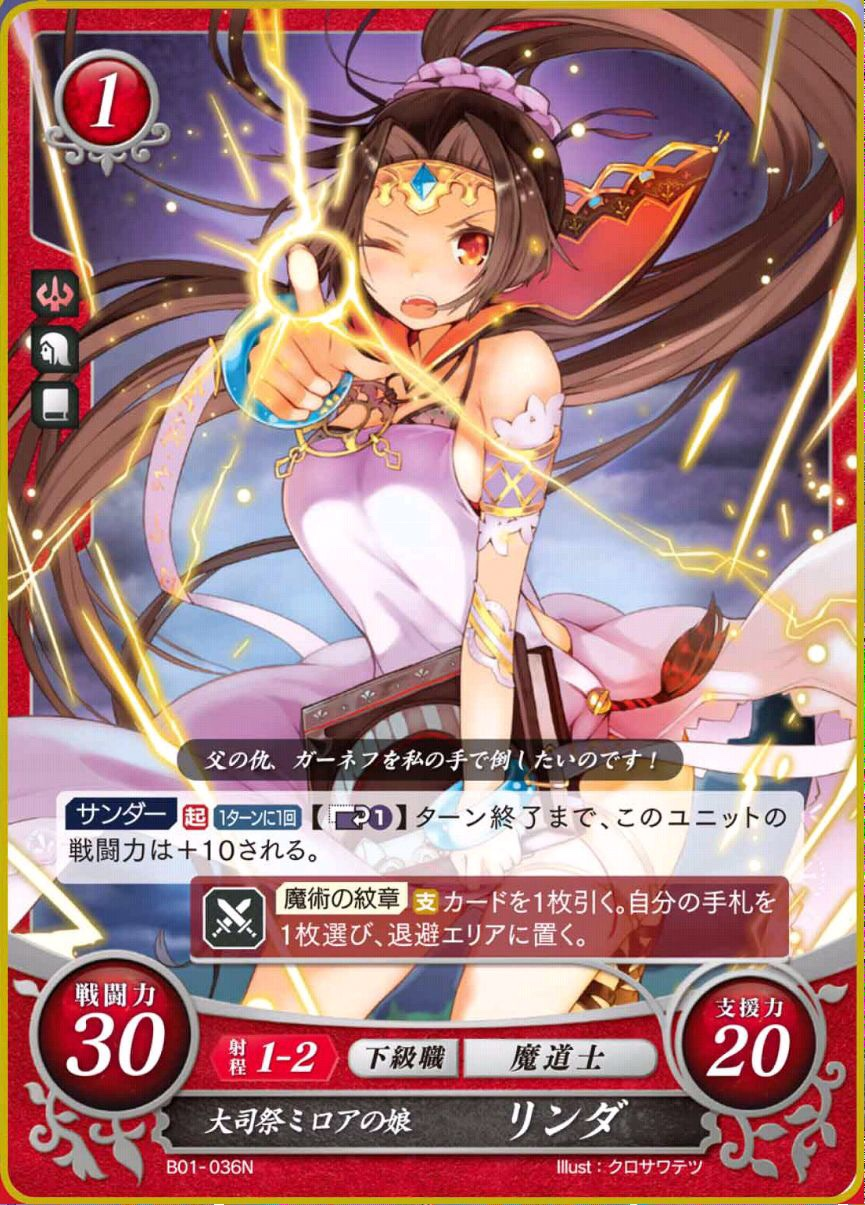 1
父の仇、ガーネフを私の手で倒したいのです!
サンダー 起 1ターンに1回 【1】ターン終了まで、このユニットの
戦闘力は+10される。
魔術の紋章 支 カードを1枚引く。自分の手札を
1枚選び、退避エリアに置く。
戦闘力
30
射程 1-2 下級職 魔道士
支援力
20
大司祭ミロアの娘 リンダ
B01-036N Illust:クロサワテツ